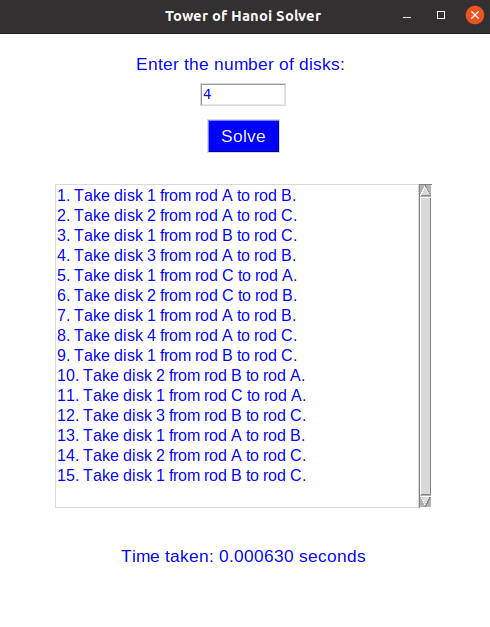 Tower of Hanoi Solver
Enter the number of disks:
4
Solve
1. Take disk 1 from rod A to rod B.
2. Take disk 2 from rod A to rod C.
3. Take disk 1 from rod B to rod C.
4. Take disk 3 from rod A to rod B.
5. Take disk 1 from rod C to rod A.
6. Take disk 2 from rod C to rod B.
7. Take disk 1 from rod A to rod B.
8. Take disk 4 from rod A to rod C.
9. Take disk 1 from rod B to rod C.
10. Take disk 2 from rod B to rod A.
11. Take disk 1 from rod C to rod A.
12. Take disk 3 from rod B to rod C.
13. Take disk 1 from rod A to rod B.
14. Take disk 2 from rod A to rod C.
15. Take disk 1 from rod B to rod C.
Time taken: 0.000630 seconds